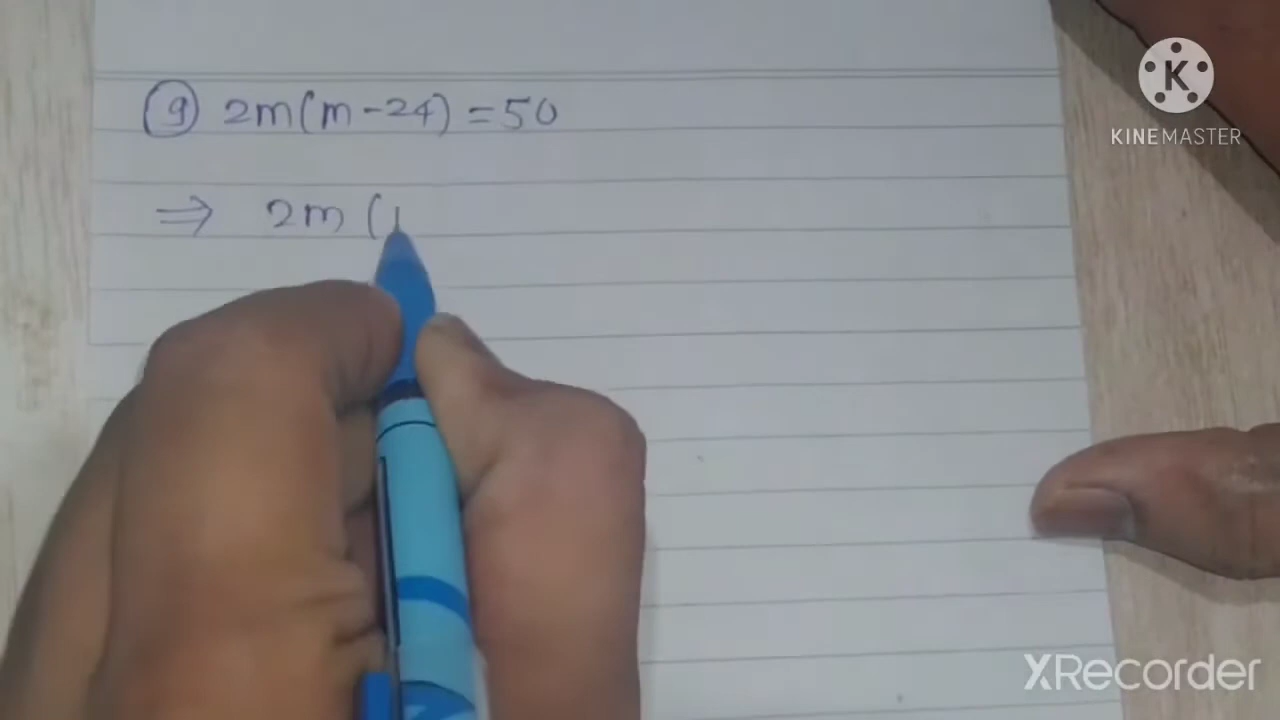 ⑨ 2m(m-24) = 50
⇒ 2m (
K
KINEMASTER
XRecorder